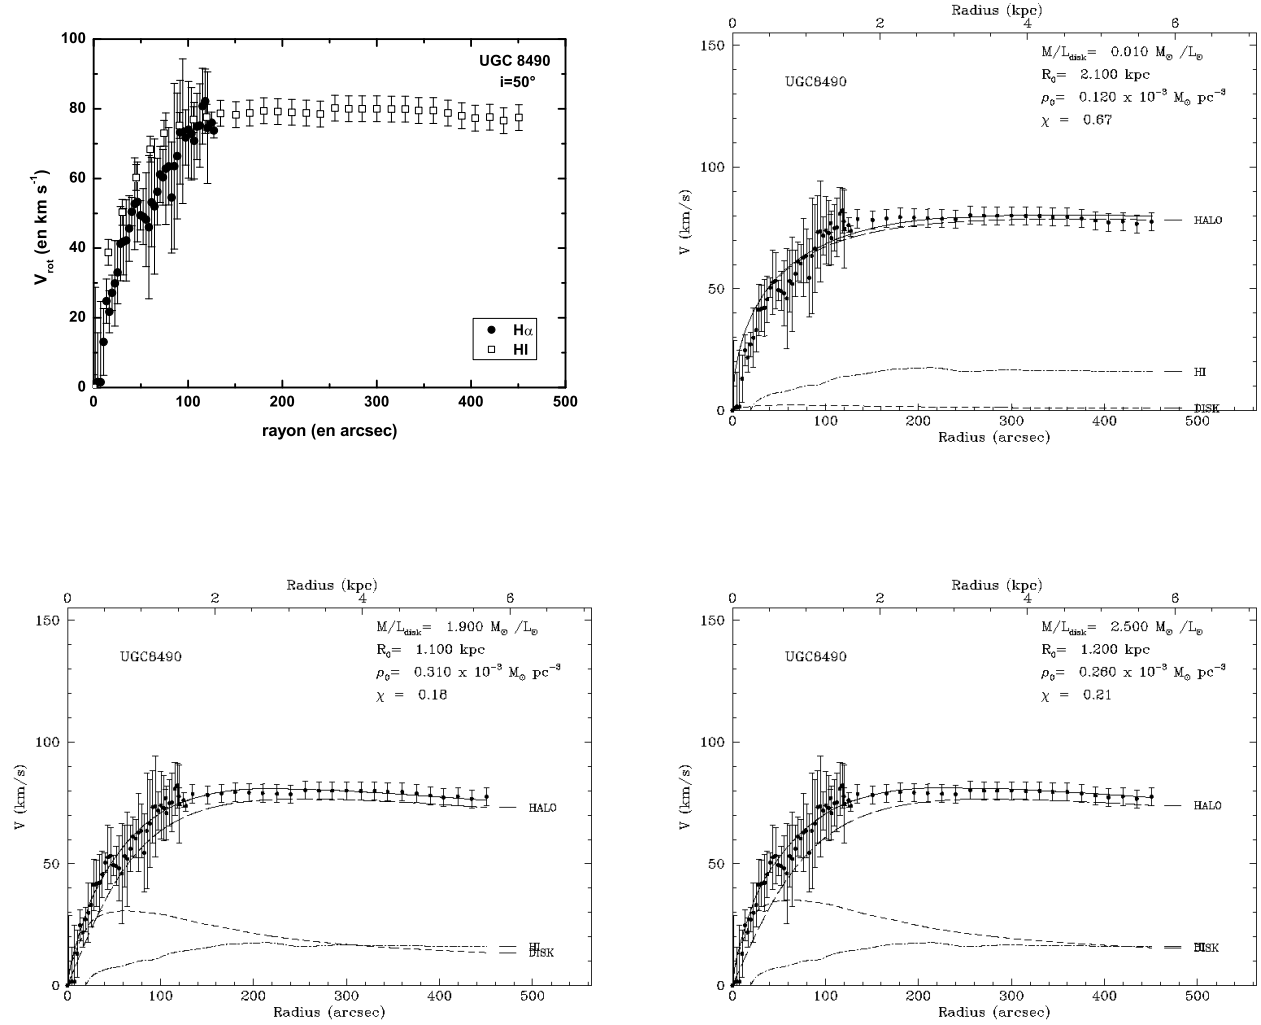 100
80
60
40
20
0
V_rot (en km s⁻¹)
UGC 8490
i=50°
Hα
HI
0 100 200 300 400 500
rayon (en arcsec)
Radius (kpc)
0 2 4 6
M/L_disk= 0.010 M☉ /L☉
R₀= 2.100 kpc
ρ₀= 0.120 x 10⁻³ M☉ pc⁻³
χ = 0.67
UGC8490
150
100
50
0
V (km/s)
HALO
HI
DISK
0 100 200 300 400 500
Radius (arcsec)
Radius (kpc)
0 2 4 6
M/L_disk= 1.900 M☉ /L☉
R₀= 1.100 kpc
ρ₀= 0.310 x 10⁻³ M☉ pc⁻³
χ = 0.18
UGC8490
150
100
50
0
V (km/s)
HALO
HI
DISK
0 100 200 300 400 500
Radius (arcsec)
Radius (kpc)
0 2 4 6
M/L_disk= 2.500 M☉ /L☉
R₀= 1.200 kpc
ρ₀= 0.260 x 10⁻³ M☉ pc⁻³
χ = 0.21
UGC8490
150
100
50
0
V (km/s)
HALO
DISK
0 100 200 300 400 500
Radius (arcsec)